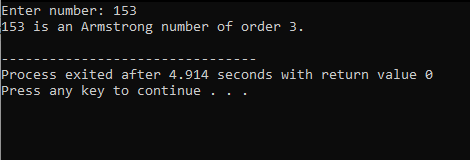 Enter number: 153
153 is an Armstrong number of order 3.
--------------------------------
Process exited after 4.914 seconds with return value 0
Press any key to continue . . .